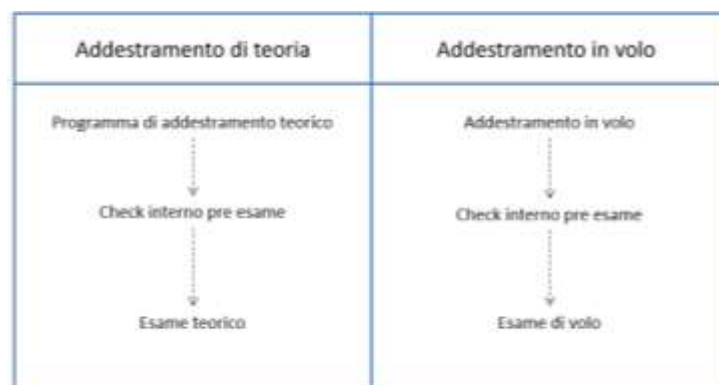 Addestramento di teoria
Addestramento in volo
Programma di addestramento teorico
Check interno pre esame
Esame teorico
Addestramento in volo
Check interno pre esame
Esame di volo